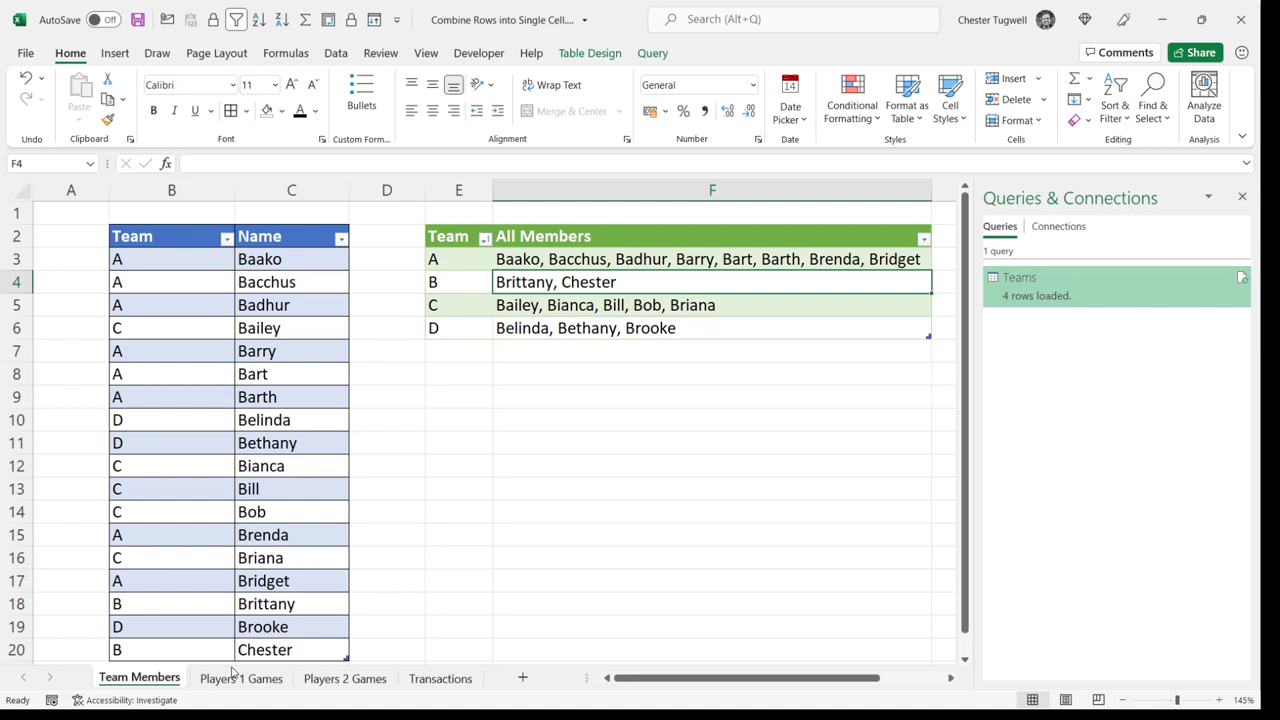 AutoSave Off
Combine Rows into Single Cell....
Search (Alt+Q)
Chester Tugwell
File Home Insert Draw Page Layout Formulas Data Review View Developer Help Table Design Query
Comments Share
Undo
Paste
Clipboard
Calibri 11
B I U
Font
Bullets
Custom Form...
Wrap Text
Merge & Center
Alignment
General
Number
14
Date Picker
Date
Conditional Formatting
Format as Table
Cell Styles
Styles
Insert
Delete
Format
Cells
Sort & Filter
Find & Select
Editing
Analyze Data
Analysis
F4 fx
A B C D E F
1
2 Team Name Team All Members
3 A Baako A Baako, Bacchus, Badhur, Barry, Bart, Barth, Brenda, Bridget
4 A Bacchus B Brittany, Chester
5 A Badhur C Bailey, Bianca, Bill, Bob, Briana
6 C Bailey D Belinda, Bethany, Brooke
7 A Barry
8 A Bart
9 A Barth
10 D Belinda
11 D Bethany
12 C Bianca
13 C Bill
14 C Bob
15 A Brenda
16 C Briana
17 A Bridget
18 B Brittany
19 D Brooke
20 B Chester
Queries & Connections
Queries Connections
1 query
Teams
4 rows loaded.
Team Members Players 1 Games Players 2 Games Transactions
Ready Accessibility: Investigate 145%